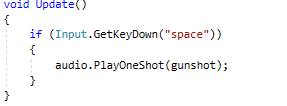 void Update()
{
if (Input.GetKeyDown("space"))
{
audio.PlayOneShot(gunshot);
}
}